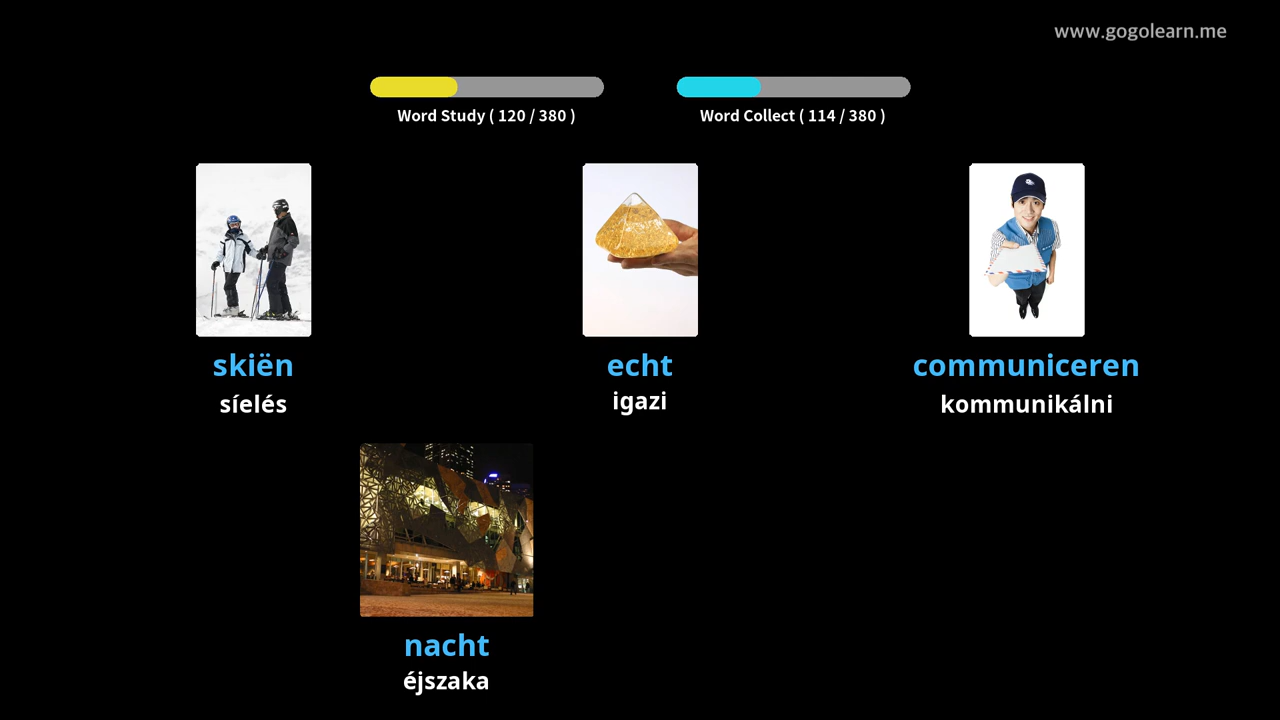 www.gogolearn.me
Word Study ( 120 / 380 )
Word Collect ( 114 / 380 )
skiën
síelés
echt
igazi
communiceren
kommunikálni
nacht
éjszaka